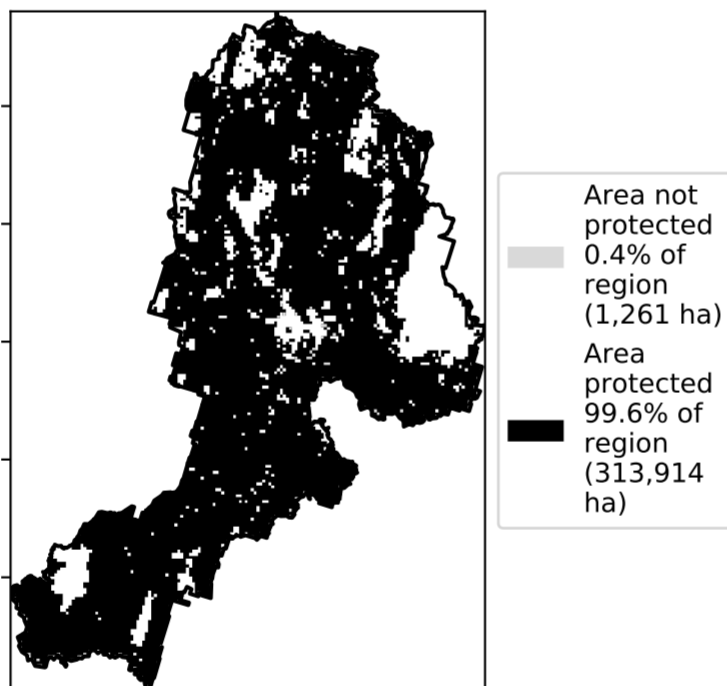 Area not
protected
0.4% of
region
(1,261 ha)
Area
protected
99.6% of
region
(313,914
ha)